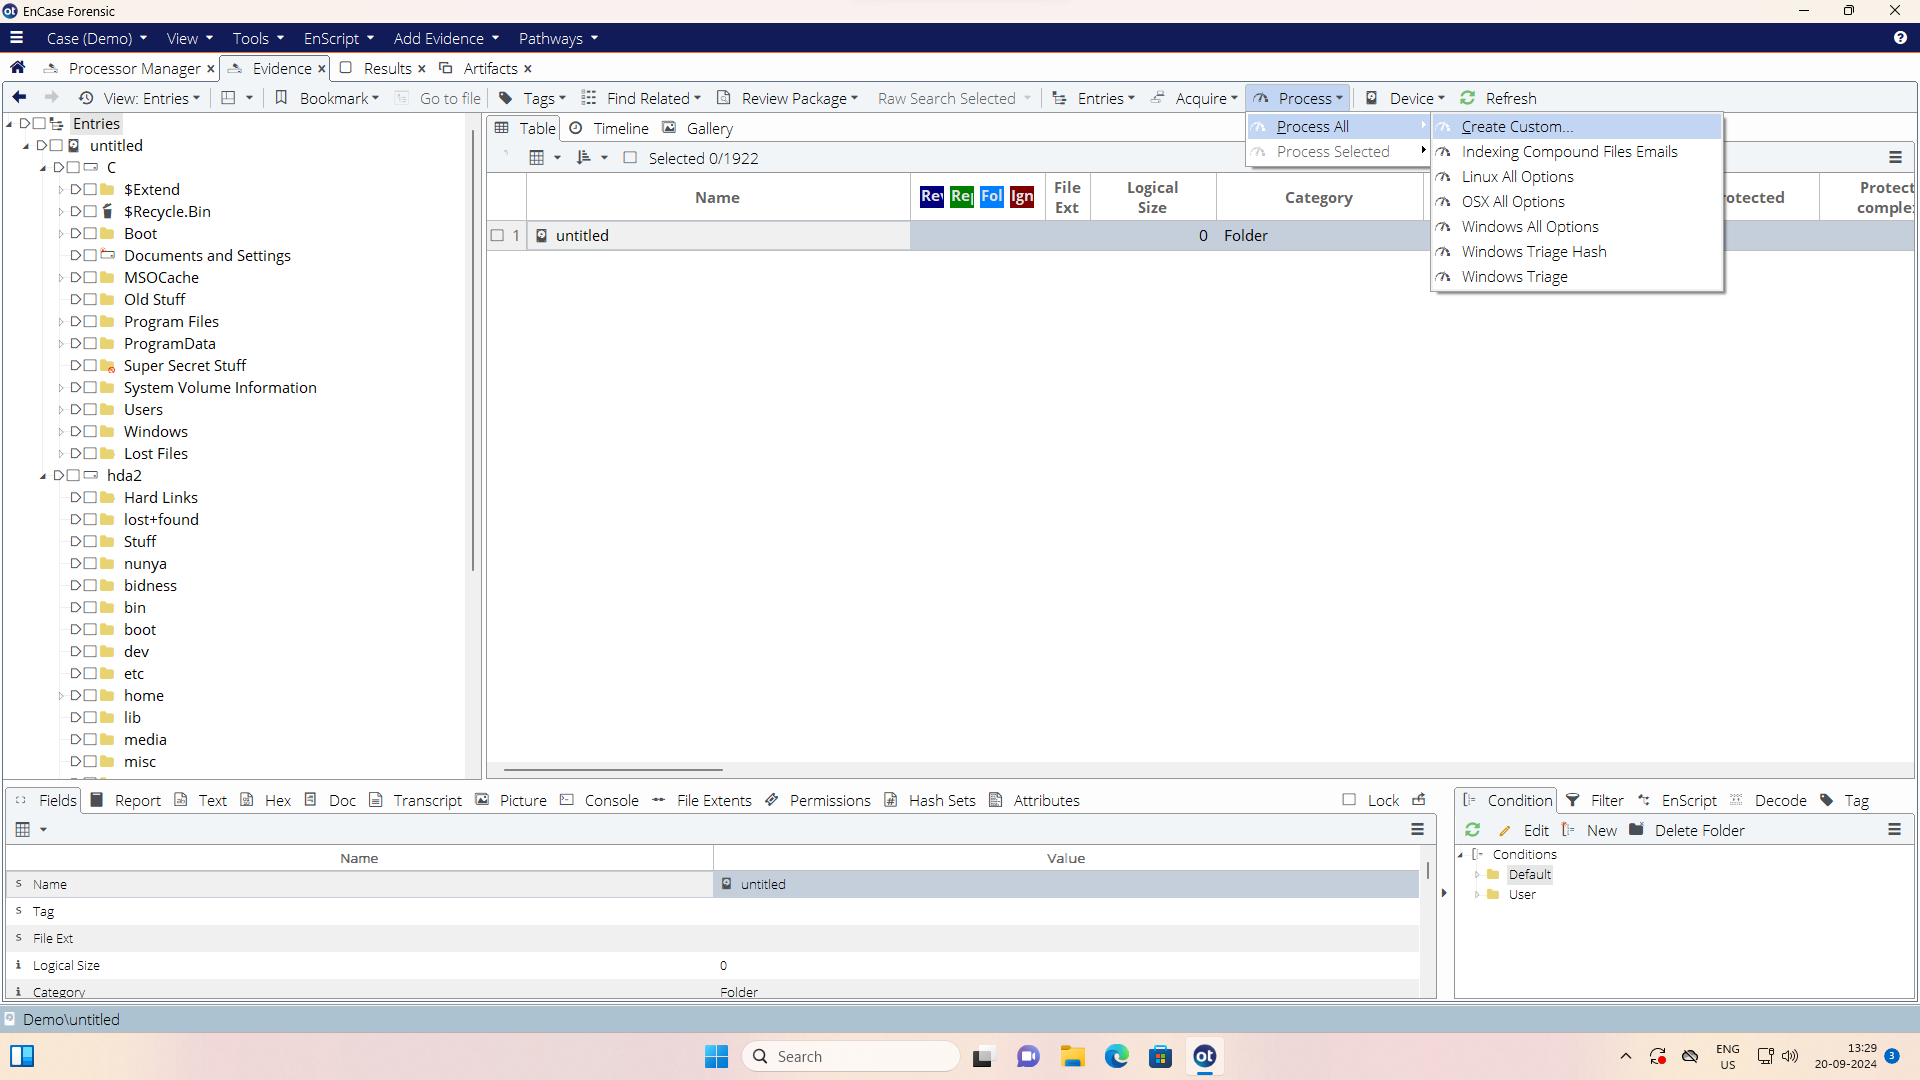 EnCase Forensic
Case (Demo) View Tools EnScript Add Evidence Pathways
Processor Manager Evidence Results Artifacts
View: Entries Bookmark Go to file Tags Find Related Review Package Raw Search Selected Entries Acquire Process Device Refresh
Entries
untitled
C
$Extend
$Recycle.Bin
Boot
Documents and Settings
MSOCache
Old Stuff
Program Files
ProgramData
Super Secret Stuff
System Volume Information
Users
Windows
Lost Files
hda2
Hard Links
lost+found
Stuff
nunya
bidness
bin
boot
dev
etc
home
lib
media
misc
Table Timeline Gallery
Selected 0/1922
Process All
Process Selected
Create Custom...
Indexing Compound Files Emails
Linux All Options
OSX All Options
Windows All Options
Windows Triage Hash
Windows Triage
Name Rev Rep Fol Ign File Ext Logical Size Category otected Protect comple
1 untitled 0 Folder
Fields Report Text Hex Doc Transcript Picture Console File Extents Permissions Hash Sets Attributes Lock
Name Value
s Name untitled
s Tag
s File Ext
i Logical Size 0
i Category Folder
Condition Filter EnScript Decode Tag
Edit New Delete Folder
Conditions
Default
User
Demo\untitled
ot
Search
ENG
US
13:29
20-09-2024
3